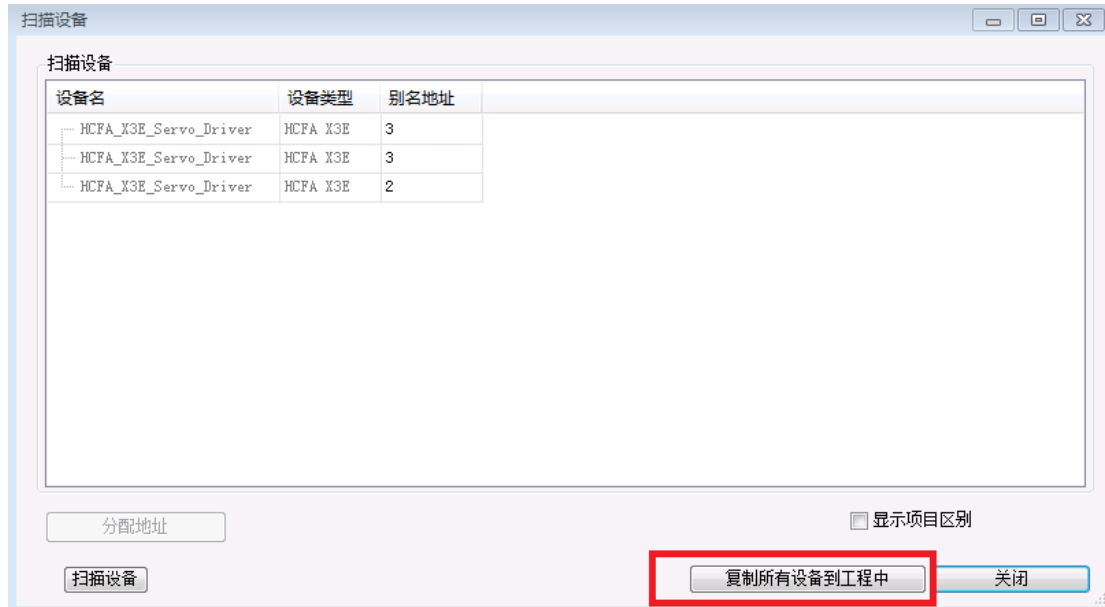 扫描设备
扫描设备
设备名 设备类型 别名地址
HCFA_X3E_Servo_Driver HCFA X3E 3
HCFA_X3E_Servo_Driver HCFA X3E 3
HCFA_X3E_Servo_Driver HCFA X3E 2
分配地址 显示项目区别
扫描设备 复制所有设备到工程中 关闭